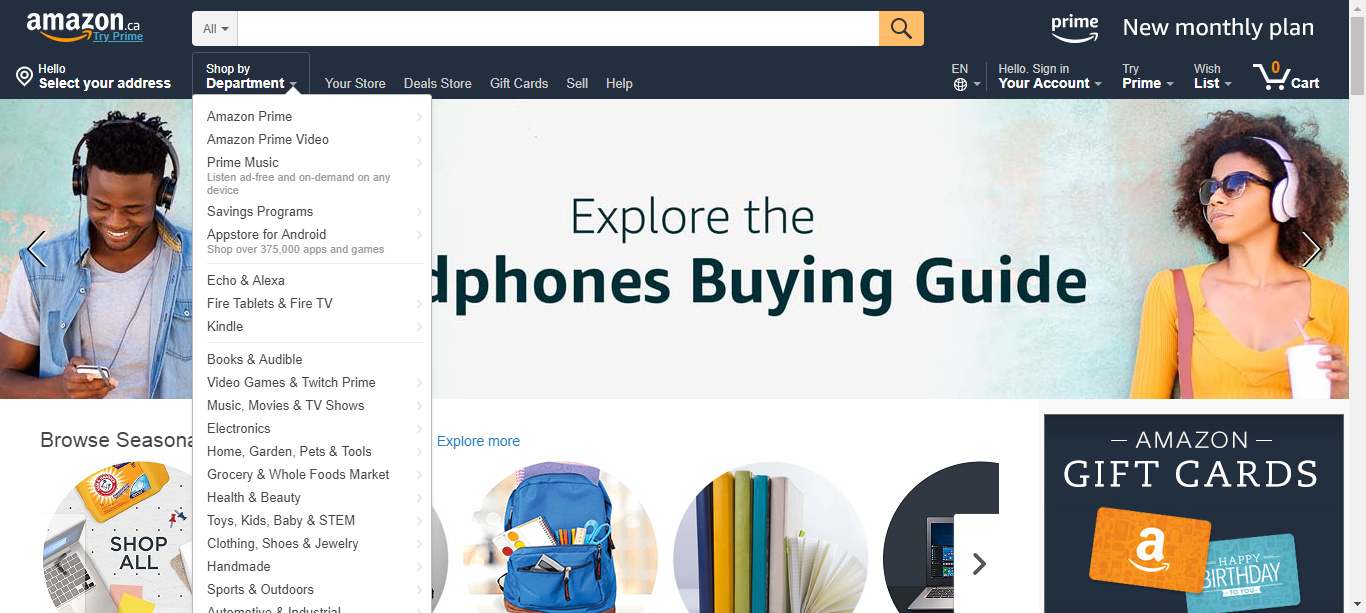 amazon.ca
Try Prime
All
prime
New monthly plan
Hello
Select your address
Shop by
Department
Your Store
Deals Store
Gift Cards
Sell
Help
EN
Hello. Sign in
Your Account
Try
Prime
Wish
List
0
Cart
Amazon Prime
Amazon Prime Video
Prime Music
Listen ad-free and on-demand on any
device
Savings Programs
Appstore for Android
Shop over 375,000 apps and games
Echo & Alexa
Fire Tablets & Fire TV
Kindle
Books & Audible
Video Games & Twitch Prime
Music, Movies & TV Shows
Electronics
Home, Garden, Pets & Tools
Grocery & Whole Foods Market
Health & Beauty
Toys, Kids, Baby & STEM
Clothing, Shoes & Jewelry
Handmade
Sports & Outdoors
Automotive & Industrial
Explore the
dphones Buying Guide
Browse Seasona
Explore more
ARM & HAMMER
SHOP
ALL
— AMAZON —
GIFT CARDS
a
HAPPY
BIRTHDAY
- TO YOU -